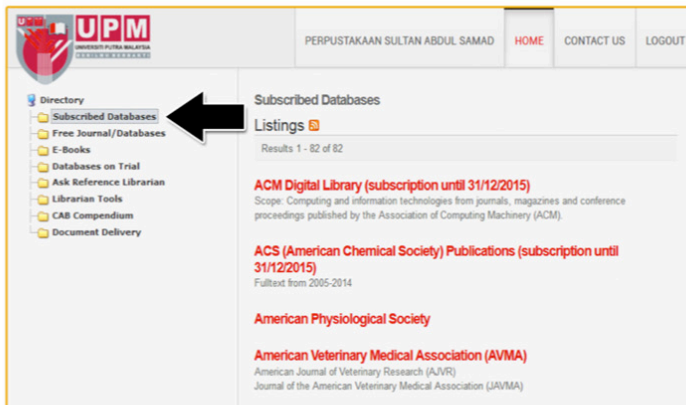 UPM
UNIVERSITI PUTRA MALAYSIA
BERILMU BERBAKTI
PERPUSTAKAAN SULTAN ABDUL SAMAD
HOME
CONTACT US
LOGOUT
Directory
Subscribed Databases
Free Journal/Databases
E-Books
Databases on Trial
Ask Reference Librarian
Librarian Tools
CAB Compendium
Document Delivery
Subscribed Databases
Listings
Results 1 - 82 of 82
ACM Digital Library (subscription until 31/12/2015)
Scope: Computing and information technologies from journals, magazines and conference
proceedings published by the Association of Computing Machinery (ACM).
ACS (American Chemical Society) Publications (subscription until
31/12/2015)
Fulltext from 2005-2014
American Physiological Society
American Veterinary Medical Association (AVMA)
American Journal of Veterinary Research (AJVR)
Journal of the American Veterinary Medical Association (JAVMA)